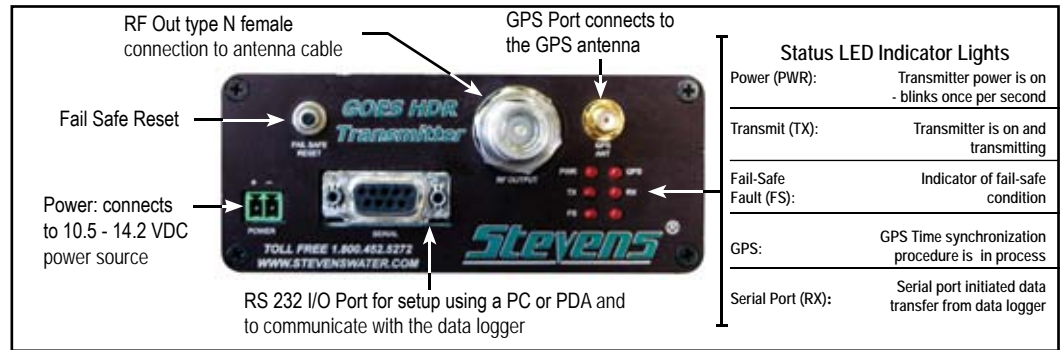 RF Out type N female
connection to antenna cable
GPS Port connects to
the GPS antenna
Fail Safe Reset
Power: connects
to 10.5 - 14.2 VDC
power source
RS 232 I/O Port for setup using a PC or PDA and
to communicate with the data logger
GOES HDR
Transmitter
FAIL SAFE
RESET
RF OUTPUT
GPS
ANT
PWR GPS
TX RX
FS
+ –
POWER
SERIAL
TOLL FREE 1.800.452.5272
WWW.STEVENSWATER.COM
Stevens®
Status LED Indicator Lights
Power (PWR): Transmitter power is on
- blinks once per second
Transmit (TX): Transmitter is on and
transmitting
Fail-Safe Indicator of fail-safe
Fault (FS): condition
GPS: GPS Time synchronization
procedure is in process
Serial Port (RX): Serial port initiated data
transfer from data logger